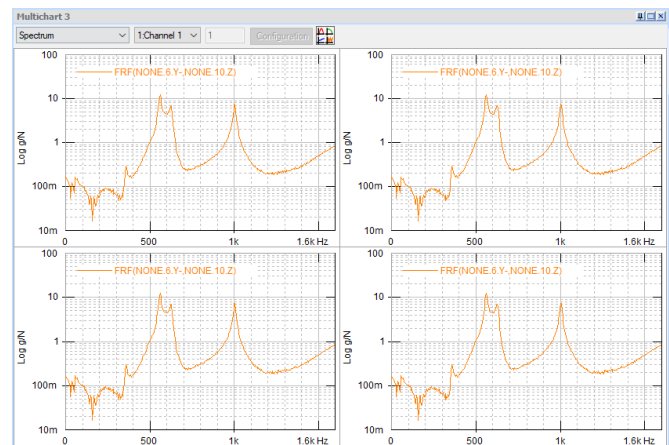 Multichart 3
Spectrum 1:Channel 1 1 Configuration
100 100
FRF(NONE.6.Y-,NONE.10.Z) FRF(NONE.6.Y-,NONE.10.Z)
10 10
Log g/N Log g/N
1 1
100m 100m
10m 10m
0 500 1k 1.6k Hz 0 500 1k 1.6k Hz
100 100
FRF(NONE.6.Y-,NONE.10.Z) FRF(NONE.6.Y-,NONE.10.Z)
10 10
Log g/N Log g/N
1 1
100m 100m
10m 10m
0 500 1k 1.6k Hz 0 500 1k 1.6k Hz